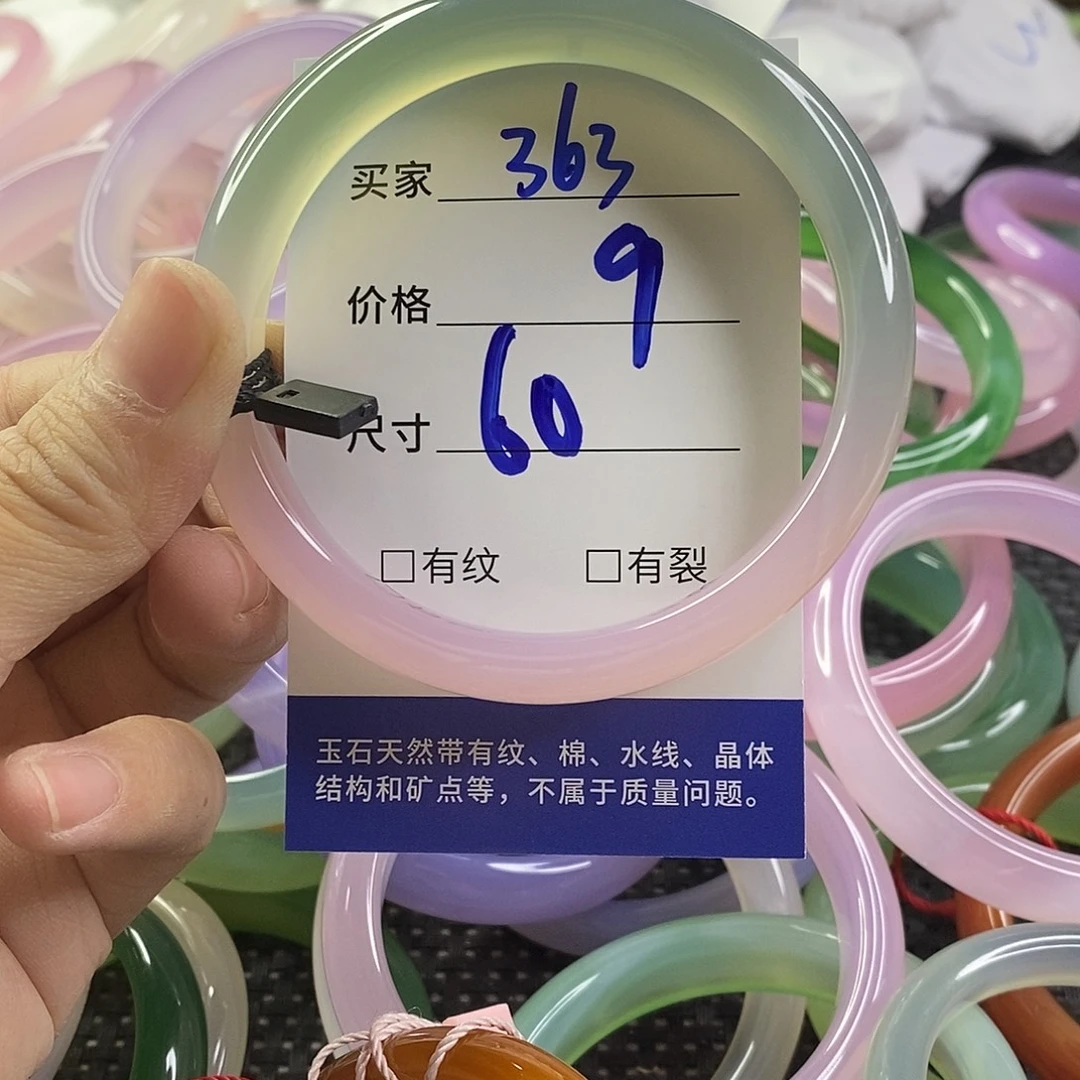 买家 363
价格 9
尺寸 60
□有纹 □有裂
玉石天然带有纹、棉、水线、晶体
结构和矿点等，不属于质量问题。
3